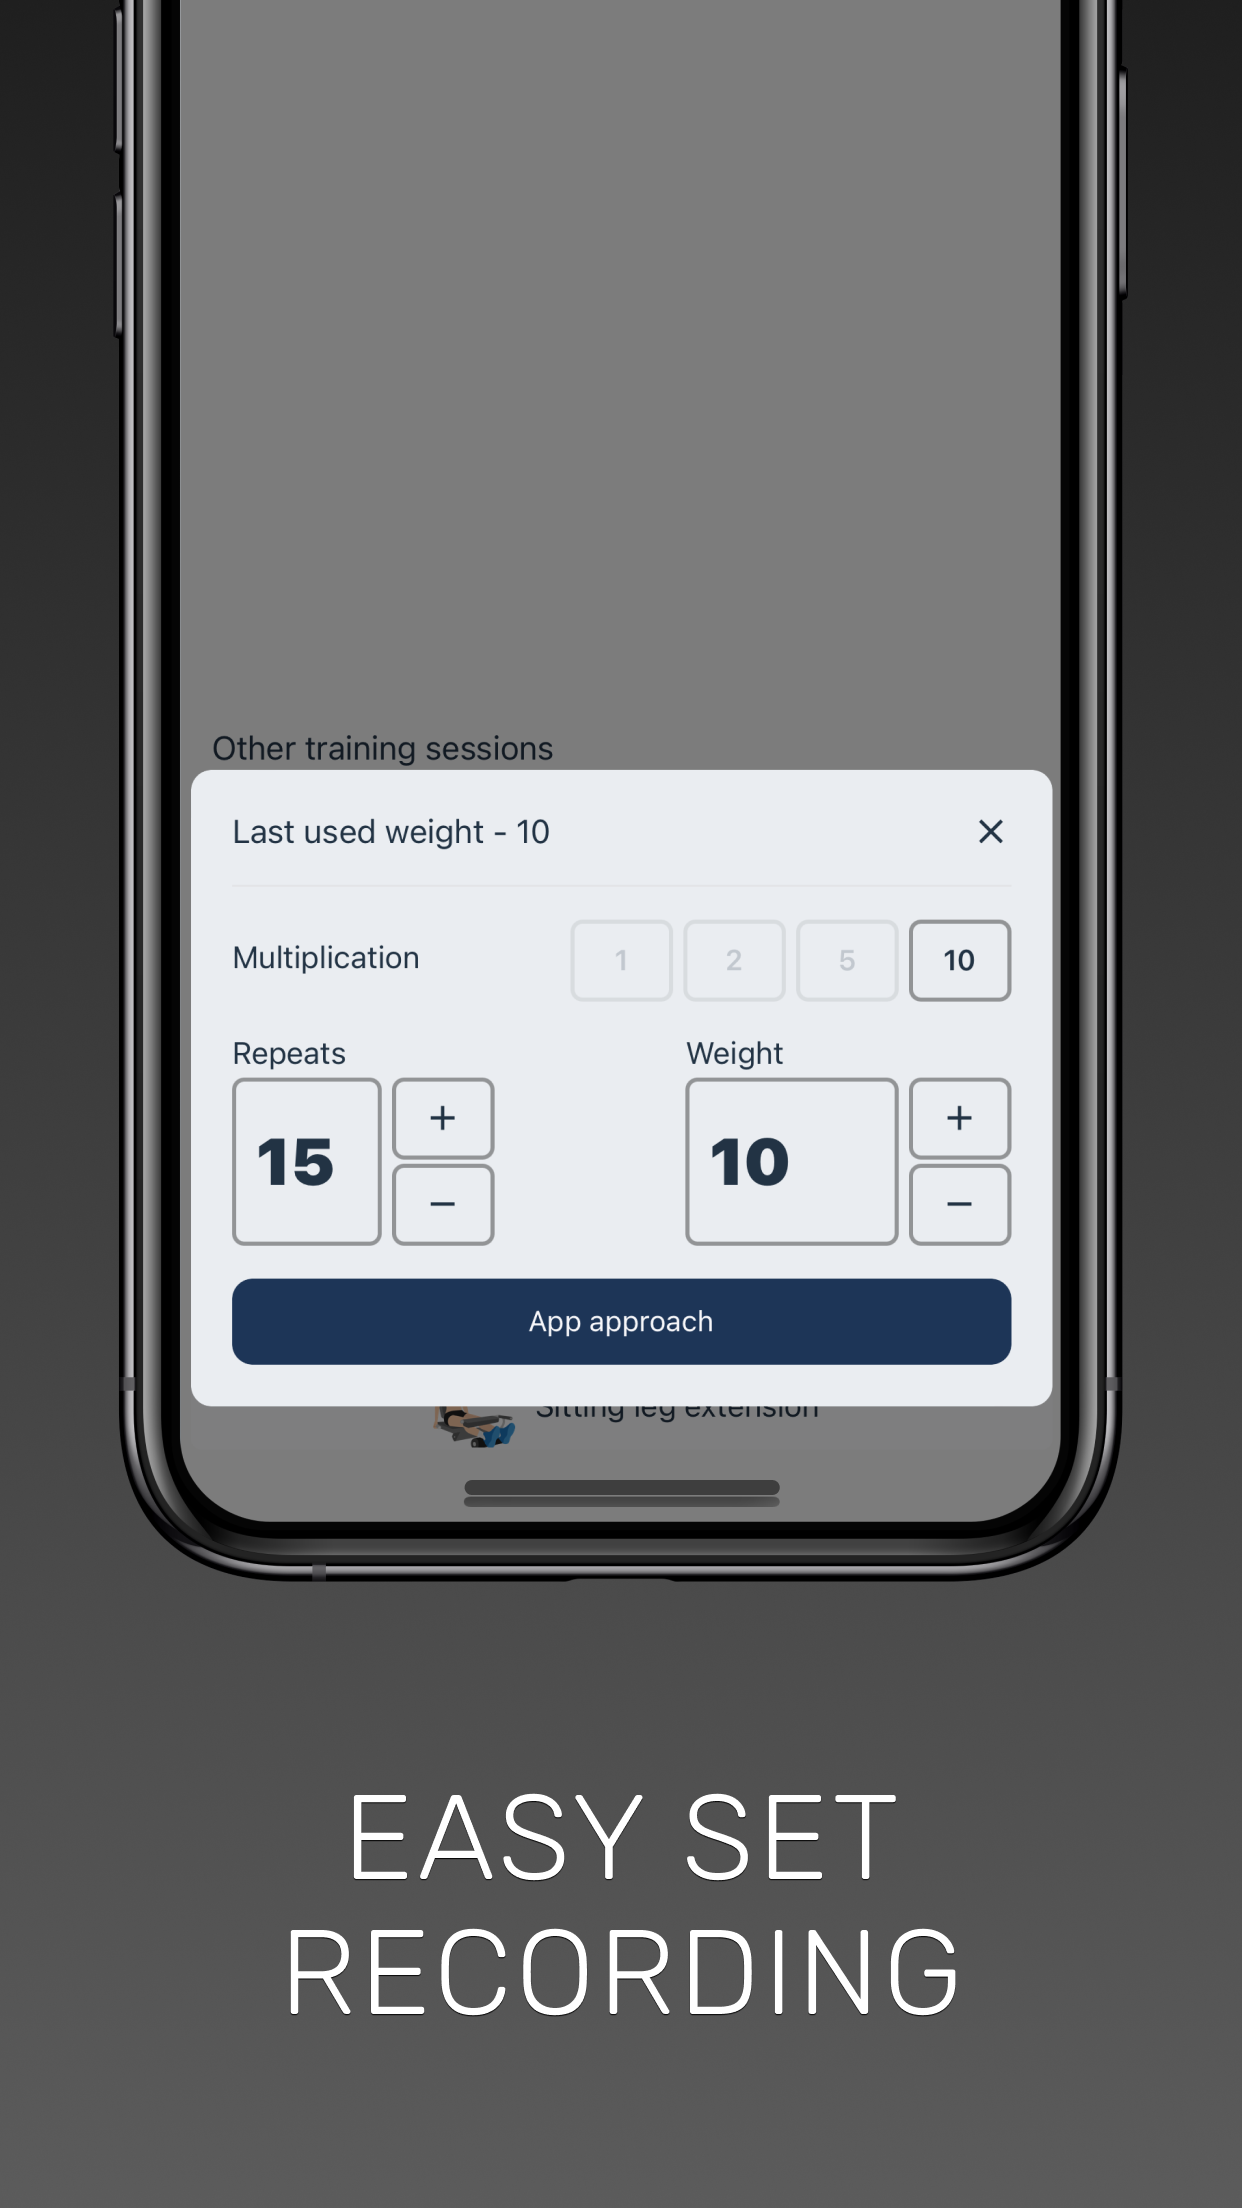 Other training sessions
Last used weight - 10
Multiplication
1 2 5 10
Repeats Weight
15 + 10 +
− −
App approach
Sitting leg extension
EASY SET
RECORDING